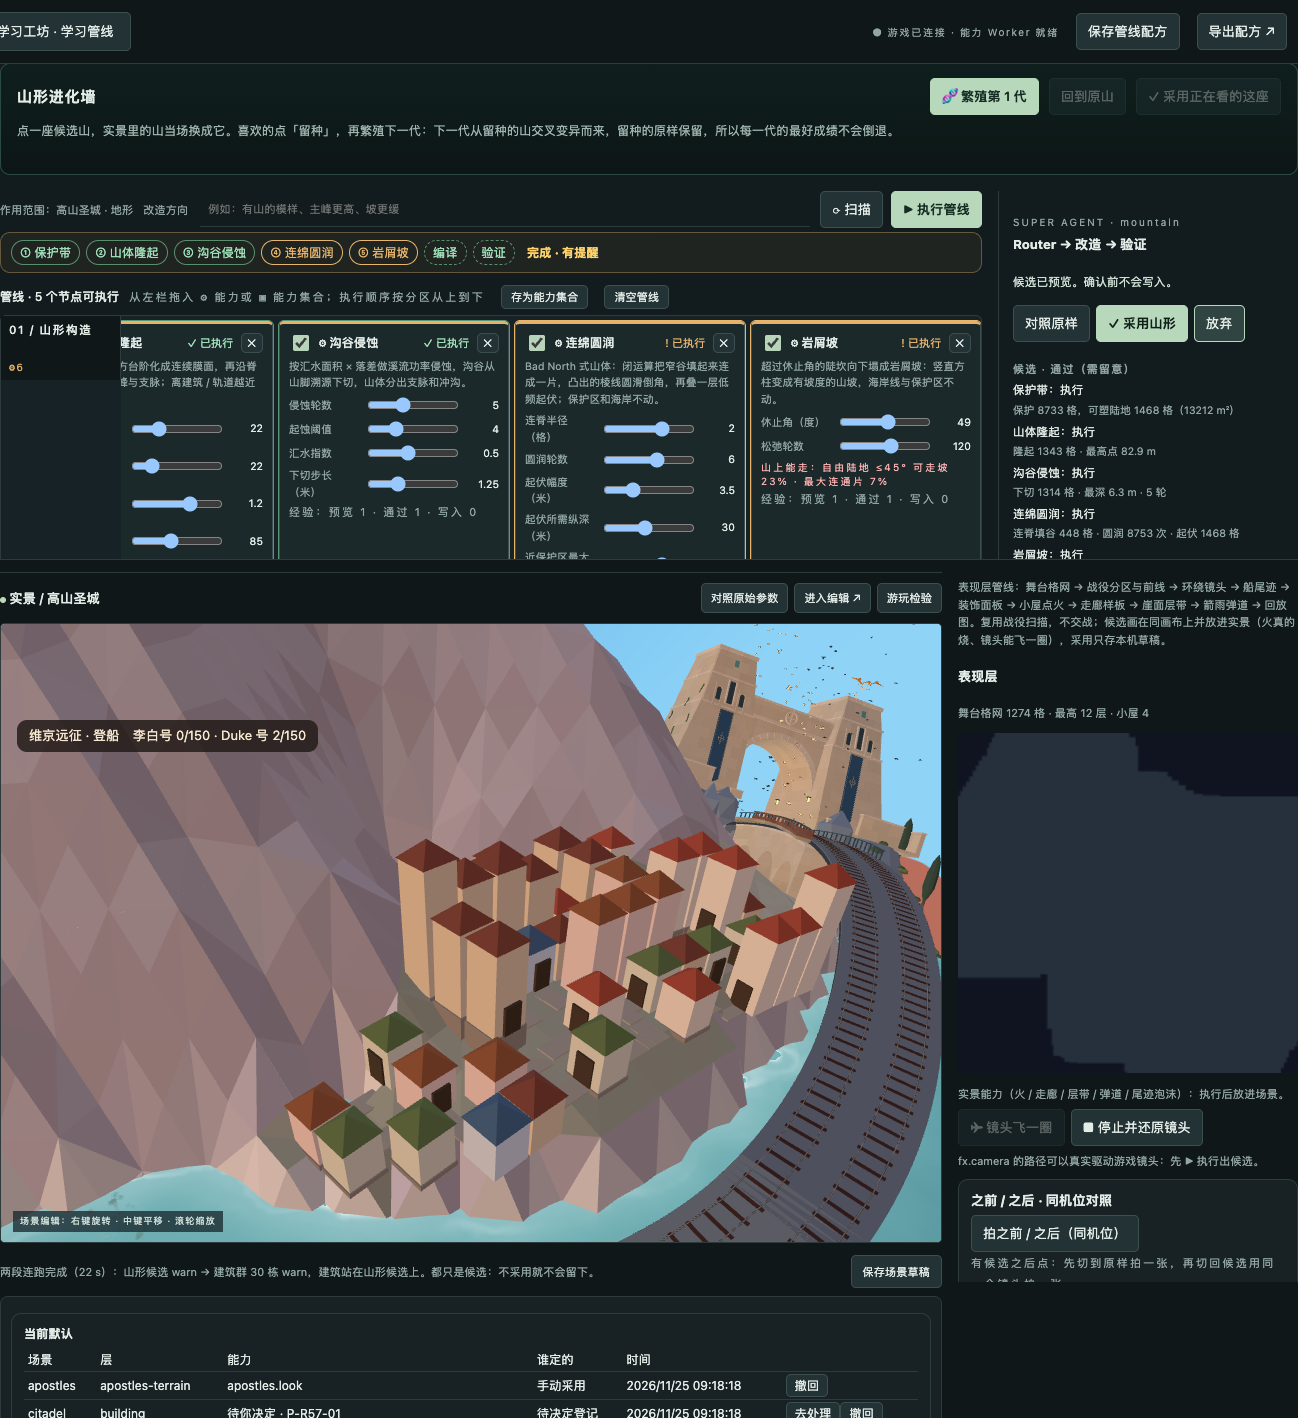 学习工坊 · 学习管线
游戏已连接 · 能力 Worker 就绪
保存管线配方
导出配方 ↗
山形进化墙
🧬 繁殖第 1 代
回到原山
✓ 采用正在看的这座
点一座候选山，实景里的山当场换成它。喜欢的点「留种」，再繁殖下一代：下一代从留种的山交叉变异而来，留种的原样保留，所以每一代的最好成绩不会倒退。
作用范围：高山圣城 · 地形
改造方向
例如：有山的模样、主峰更高、坡更缓
⟳ 扫描
▶ 执行管线
① 保护带
② 山体隆起
③ 沟谷侵蚀
④ 连绵圆润
⑤ 岩屑坡
编译
验证
完成 · 有提醒
管线 · 5 个节点可执行
从左栏拖入 ⚙ 能力或 ▣ 能力集合；执行顺序按分区从上到下
存为能力集合
清空管线
01 / 山形构造
⚙6
隆起
✓ 已执行
方台阶化成连续膜面，再沿脊
峰与支脉；离建筑 / 轨道越近
22
22
1.2
85
⚙ 沟谷侵蚀
✓ 已执行
按汇水面积 × 落差做溪流功率侵蚀，沟谷从
山脚溯源下切，山体分出支脉和冲沟。
侵蚀轮数 5
起蚀阈值 4
汇水指数 0.5
下切步长（米） 1.25
经验：预览 1 · 通过 1 · 写入 0
⚙ 连绵圆润
! 已执行
Bad North 式山体：闭运算把窄谷填起来连
成一片，凸出的棱线圆滑倒角，再叠一层低
频起伏；保护区和海岸不动。
连脊半径（格） 2
圆润轮数 6
起伏幅度（米） 3.5
起伏所需纵深（米） 30
近保护区最大
⚙ 岩屑坡
! 已执行
超过休止角的陡坎向下塌成岩屑坡：竖直方
柱变成有坡度的山坡，海岸线与保护区不
动。
休止角（度） 49
松弛轮数 120
山上能走：自由陆地 ≤45° 可走坡
23% · 最大连通片 7%
经验：预览 1 · 通过 1 · 写入 0
SUPER AGENT · mountain
Router → 改造 → 验证
候选已预览。确认前不会写入。
对照原样
✓ 采用山形
放弃
候选 · 通过（需留意）
保护带：执行
保护 8733 格，可塑陆地 1468 格（13212 m²）
山体隆起：执行
隆起 1343 格 · 最高点 82.9 m
沟谷侵蚀：执行
下切 1314 格 · 最深 6.3 m · 5 轮
连绵圆润：执行
连脊填谷 448 格 · 圆润 8753 次 · 起伏 1468 格
岩屑坡：执行
实景 / 高山圣城
对照原始参数
进入编辑 ↗
游玩检验
维京远征 · 登船 李白号 0/150 · Duke 号 2/150
场景编辑：右键旋转 · 中键平移 · 滚轮缩放
表现层管线：舞台格网 → 战役分区与前线 → 环绕镜头 → 船尾迹 →
装饰面板 → 小屋点火 → 走廊样板 → 崖面层带 → 箭雨弹道 → 回放
图。复用战役扫描，不交战；候选画在同画布上并放进实景（火真的
烧、镜头能飞一圈），采用只存本机草稿。
表现层
舞台格网 1274 格 · 最高 12 层 · 小屋 4
实景能力（火 / 走廊 / 层带 / 弹道 / 尾迹泡沫）：执行后放进场景。
✈ 镜头飞一圈
■ 停止并还原镜头
fx.camera 的路径可以真实驱动游戏镜头：先 ▶ 执行出候选。
之前 / 之后 · 同机位对照
拍之前 / 之后（同机位）
有候选之后点：先切到原样拍一张，再切回候选用同
两段连跑完成（22 s）：山形候选 warn → 建筑群 30 栋 warn，建筑站在山形候选上。都只是候选：不采用就不会留下。
保存场景草稿
当前默认
场景 层 能力 谁定的 时间
apostles apostles-terrain apostles.look 手动采用 2026/11/25 09:18:18 撤回
citadel building 待你决定 · P-R57-01 待决定登记 2026/11/25 09:18:18 去处理 撤回